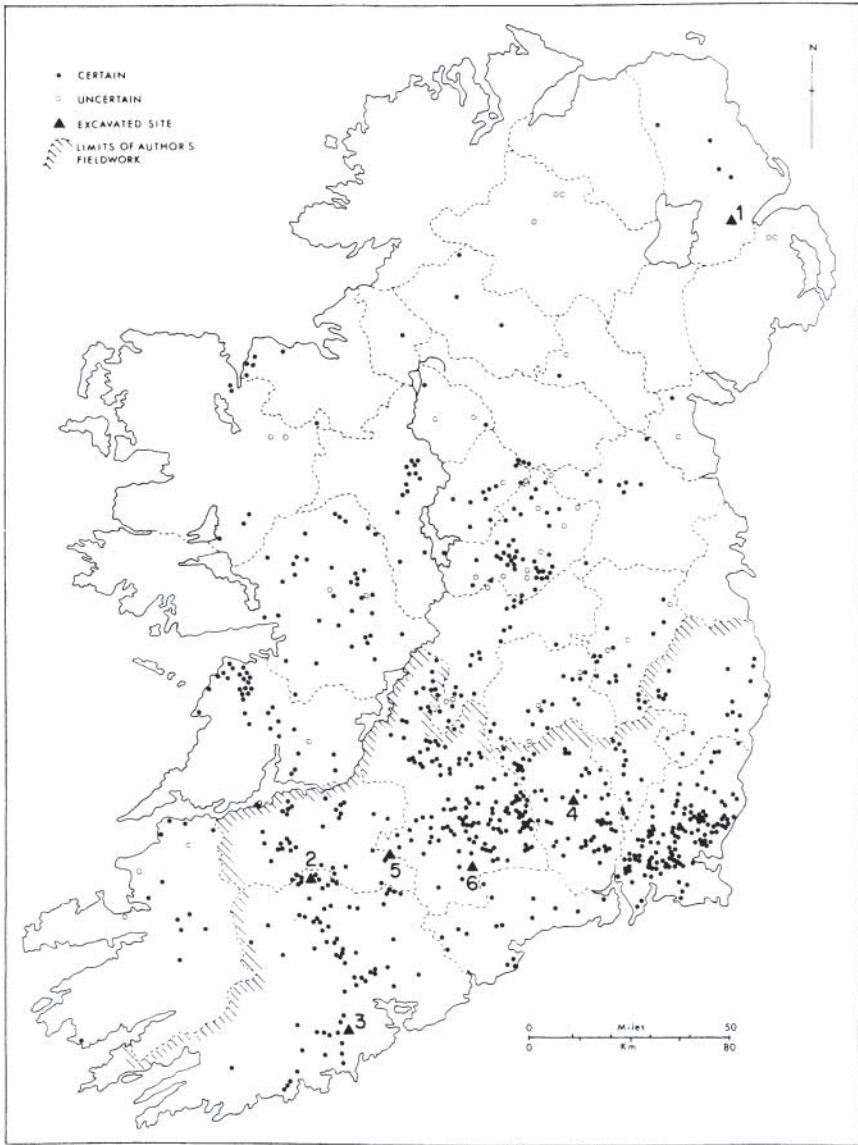 N
CERTAIN
UNCERTAIN
EXCAVATED SITE
LIMITS OF AUTHORS
FIELDWORK
1
4
5
2
6
3
0 Miles 50
0 Km 80